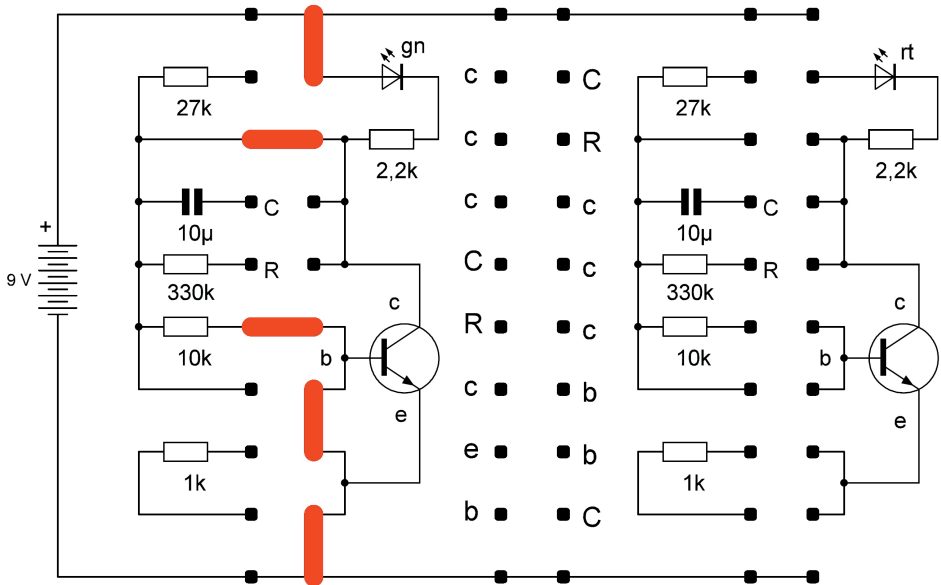 gn
rt
c C
27k 27k
c R
2,2k 2,2k
C c c C
+ 10µ 10µ
9 V R C c R
330k c 330k c
R c
b 10k b 10k
c b
e e
e b
1k 1k
b C